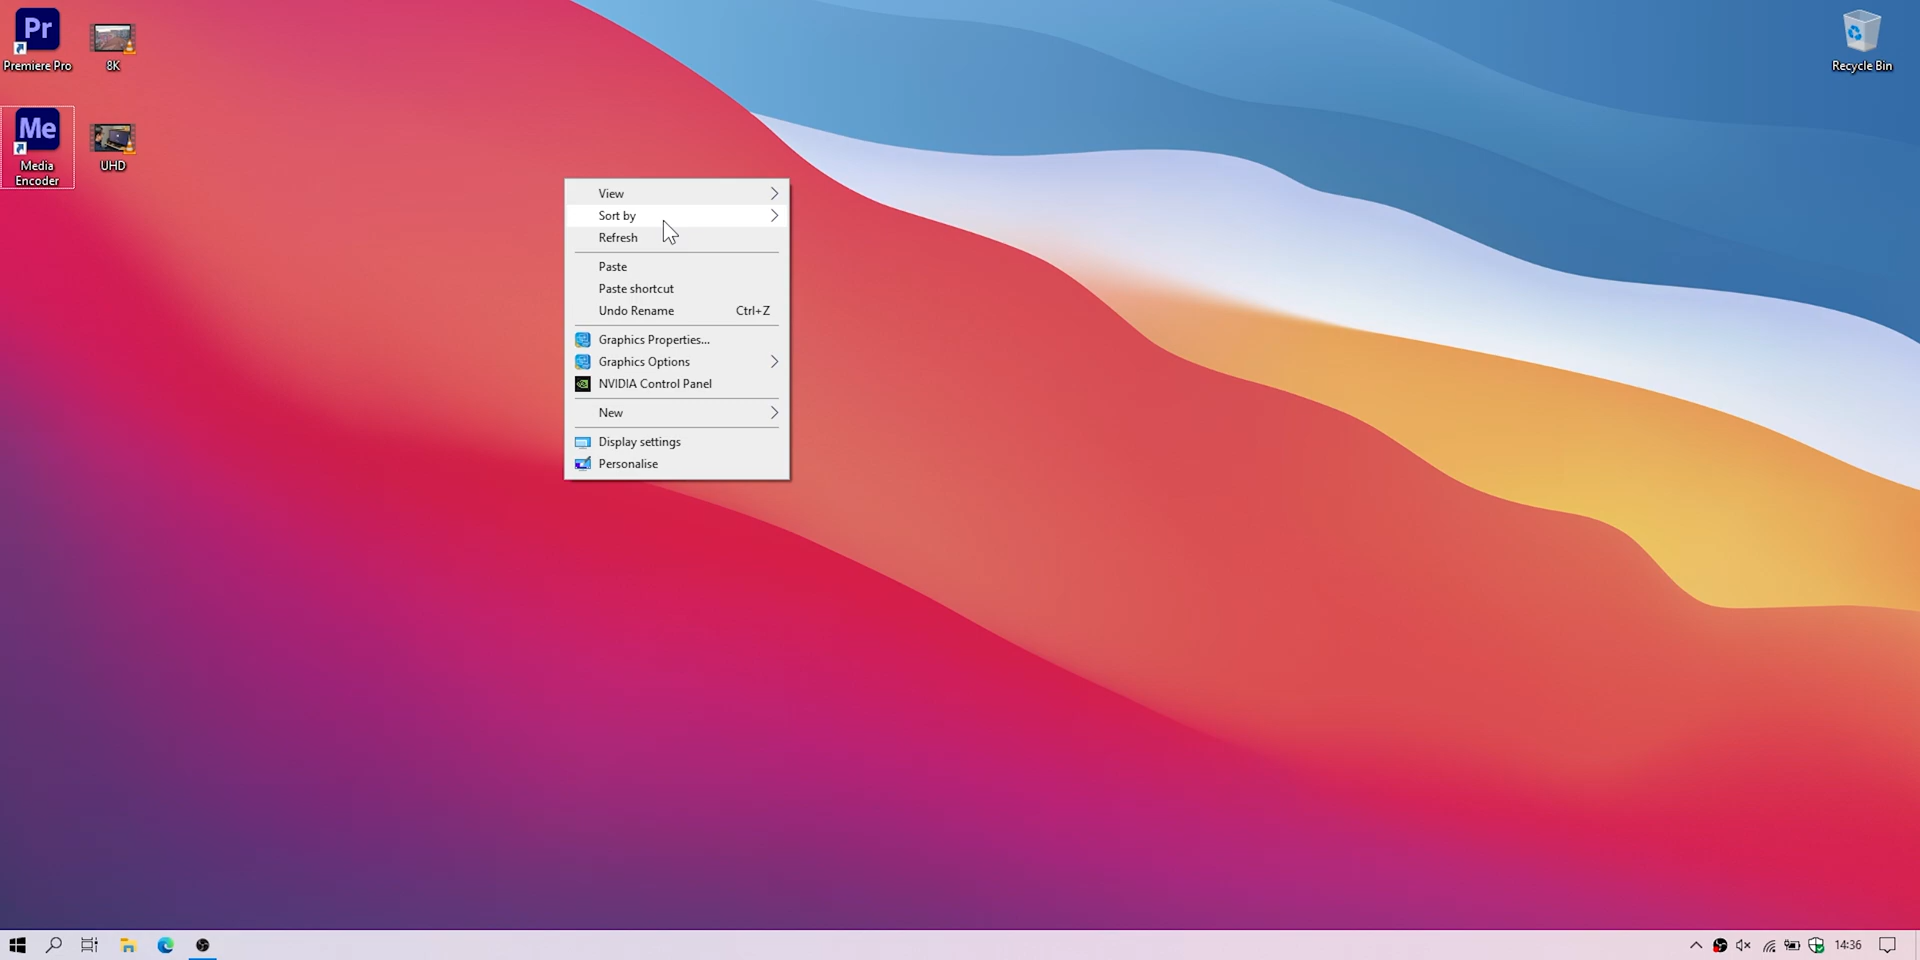 Pr
Premiere Pro
8K
Me
Media
Encoder
UHD
Recycle Bin
View
Sort by
Refresh
Paste
Paste shortcut
Undo Rename Ctrl+Z
Graphics Properties...
Graphics Options
NVIDIA Control Panel
New
Display settings
Personalise
14:36